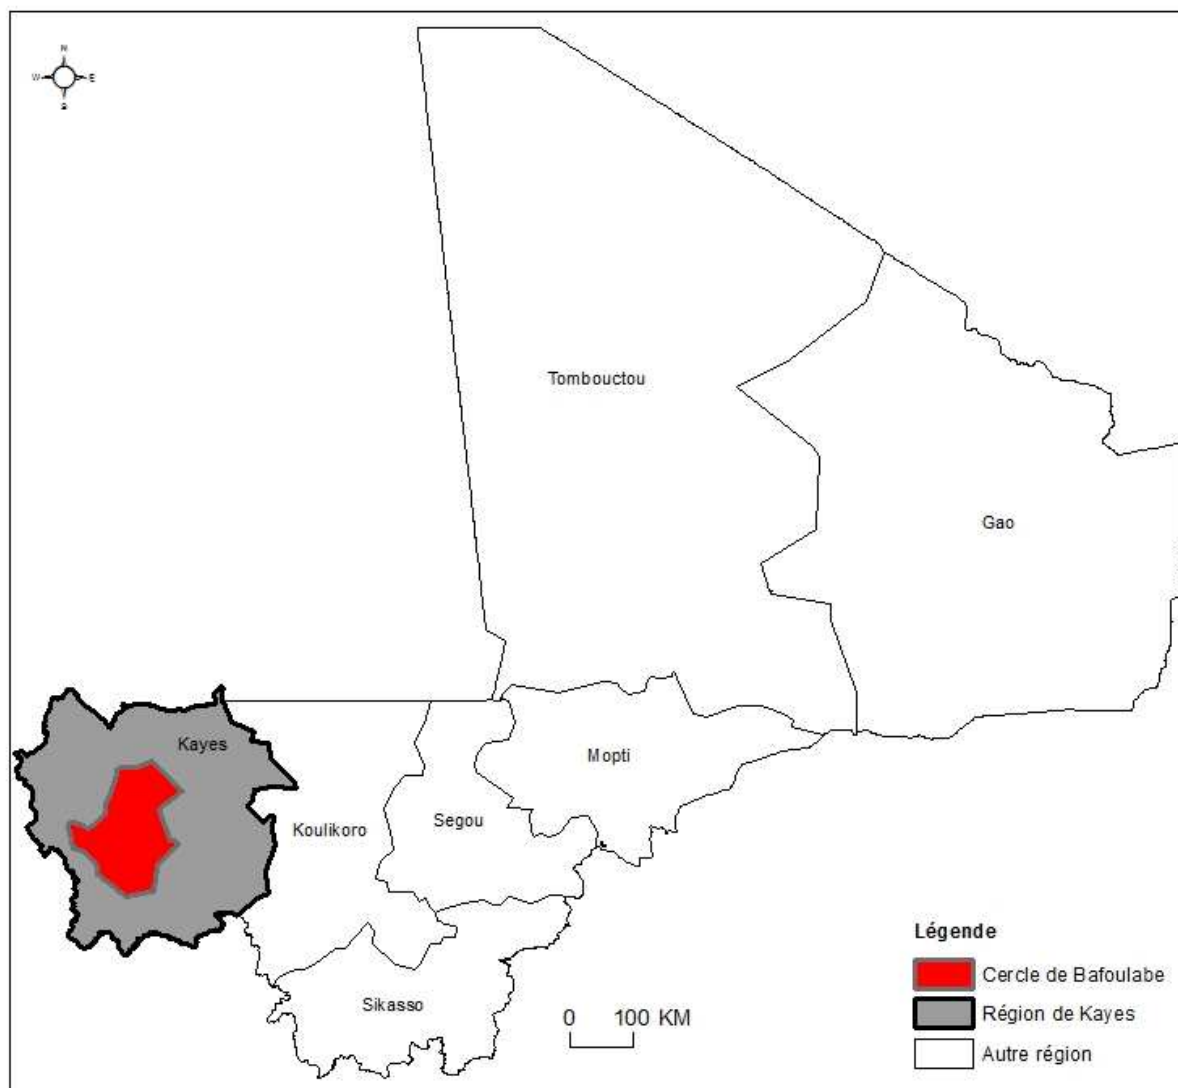 N
W E
S
Tombouctou
Gao
Kayes
Mopti
Koulikoro
Segou
Sikasso
0 100 KM
Légende
Cercle de Bafoulabe
Région de Kayes
Autre région